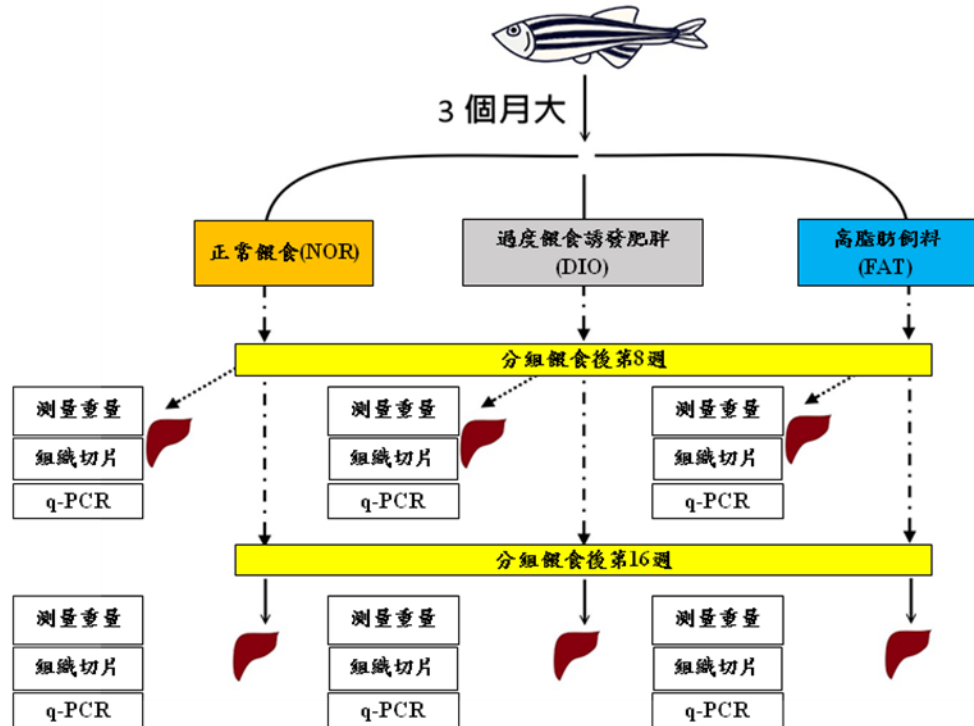 3 個月大
正常餵食(NOR)
過度餵食誘發肥胖
(DIO)
高脂肪飼料
(FAT)
分組餵食後第8週
測量重量
測量重量
測量重量
組織切片
組織切片
組織切片
q-PCR
q-PCR
q-PCR
分組餵食後第16週
測量重量
測量重量
測量重量
組織切片
組織切片
組織切片
q-PCR
q-PCR
q-PCR